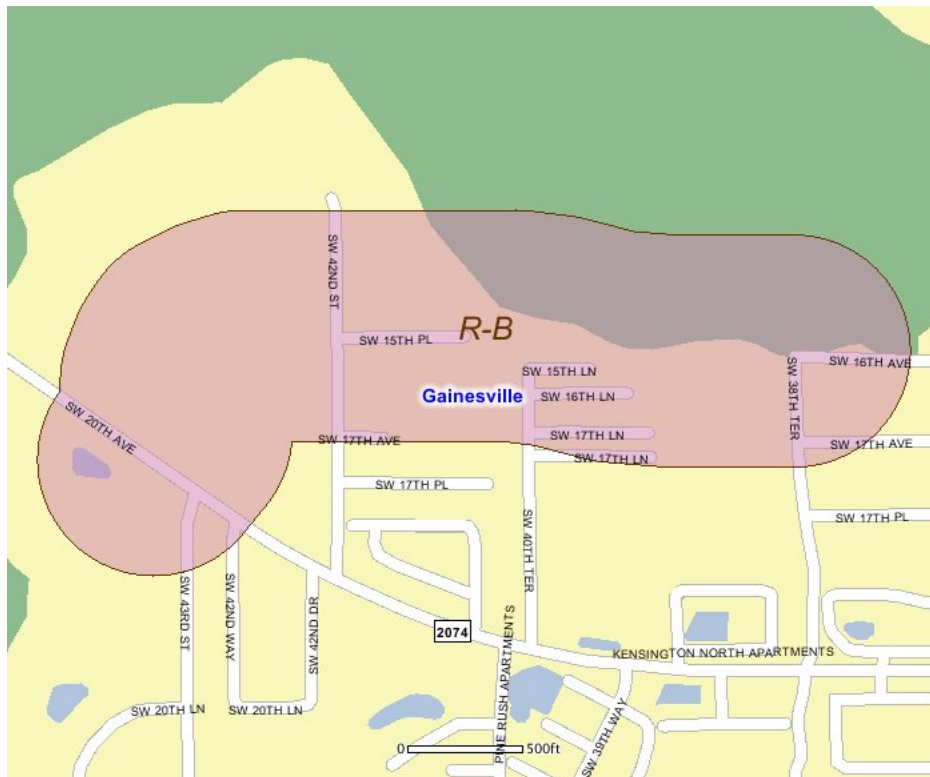 SW 42ND ST
R-B
SW 15TH PL
SW 16TH AVE
SW 15TH LN
SW 38TH TER
Gainesville
SW 16TH LN
SW 20TH AVE
SW 17TH AVE
SW 17TH LN
SW 17TH AVE
SW 17TH LN
SW 17TH PL
SW 17TH PL
SW 40TH TER
SW 43RD ST
SW 42ND WAY
SW 42ND DR
2074
KENSINGTON NORTH APARTMENTS
PINE RUSH APARTMENTS
SW 20TH LN
SW 20TH LN
SW 39TH WAY
0 500ft